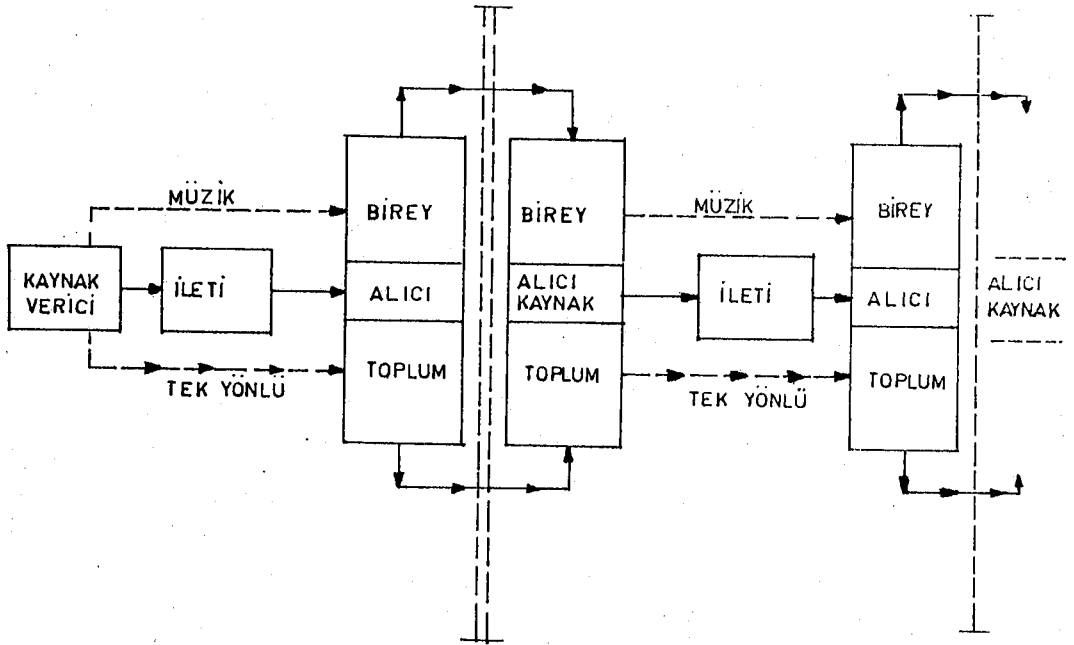 MÜZİK
KAYNAK
VERİCİ
İLETİ
TEK YÖNLÜ
BİREY
ALICI
TOPLUM
BİREY
ALICI
KAYNAK
TOPLUM
MÜZİK
İLETİ
TEK YÖNLÜ
BİREY
ALICI
TOPLUM
ALICI
KAYNAK